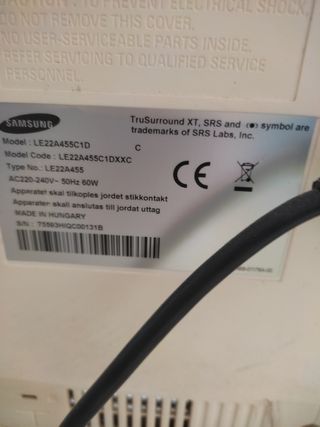 CAUTION : TO PREVENT ELECTRICAL SHOCK
DO NOT REMOVE THIS COVER.
NO USER-SERVICEABLE PARTS INSIDE.
REFER SERVICING TO QUALIFIED SERVICE
PERSONNEL.
SAMSUNG
TruSurround XT, SRS and (●) symbol are
trademarks of SRS Labs, Inc.
Model : LE22A455C1D C
Model Code : LE22A455C1DXXC
Type No. : LE22A455
AC220-240V~ 50Hz 60W
CE
Apparatet skal tilkoples jordet stikkontakt
Apparaten skall anslutas till jordat uttag
MADE IN HUNGARY
S/N : 75593HIQC00131B